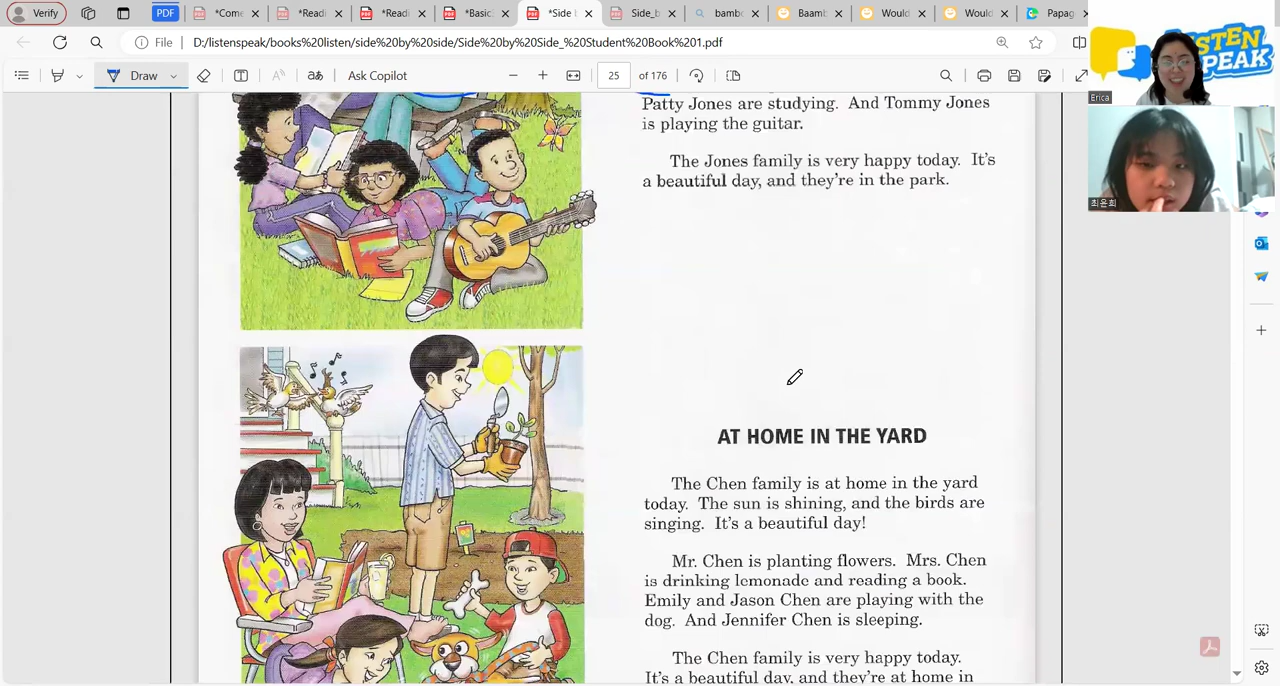 Verify
PDF
*Come
*Readi
*Readi
*Basic
*Side b
Side_b
bamb
Baamb
Would
Would
Papag
File
D:/listenspeak/books%20listen/side%20by%20side/Side%20by%20Side_%20Student%20Book%201.pdf
Draw
Ask Copilot
25
of 176
LISTEN
SPEAK
Erica
최윤희
Patty Jones are studying. And Tommy Jones
is playing the guitar.
The Jones family is very happy today. It's
a beautiful day, and they're in the park.
AT HOME IN THE YARD
The Chen family is at home in the yard
today. The sun is shining, and the birds are
singing. It's a beautiful day!
Mr. Chen is planting flowers. Mrs. Chen
is drinking lemonade and reading a book.
Emily and Jason Chen are playing with the
dog. And Jennifer Chen is sleeping.
The Chen family is very happy today.
It's a beautiful day, and they're at home in